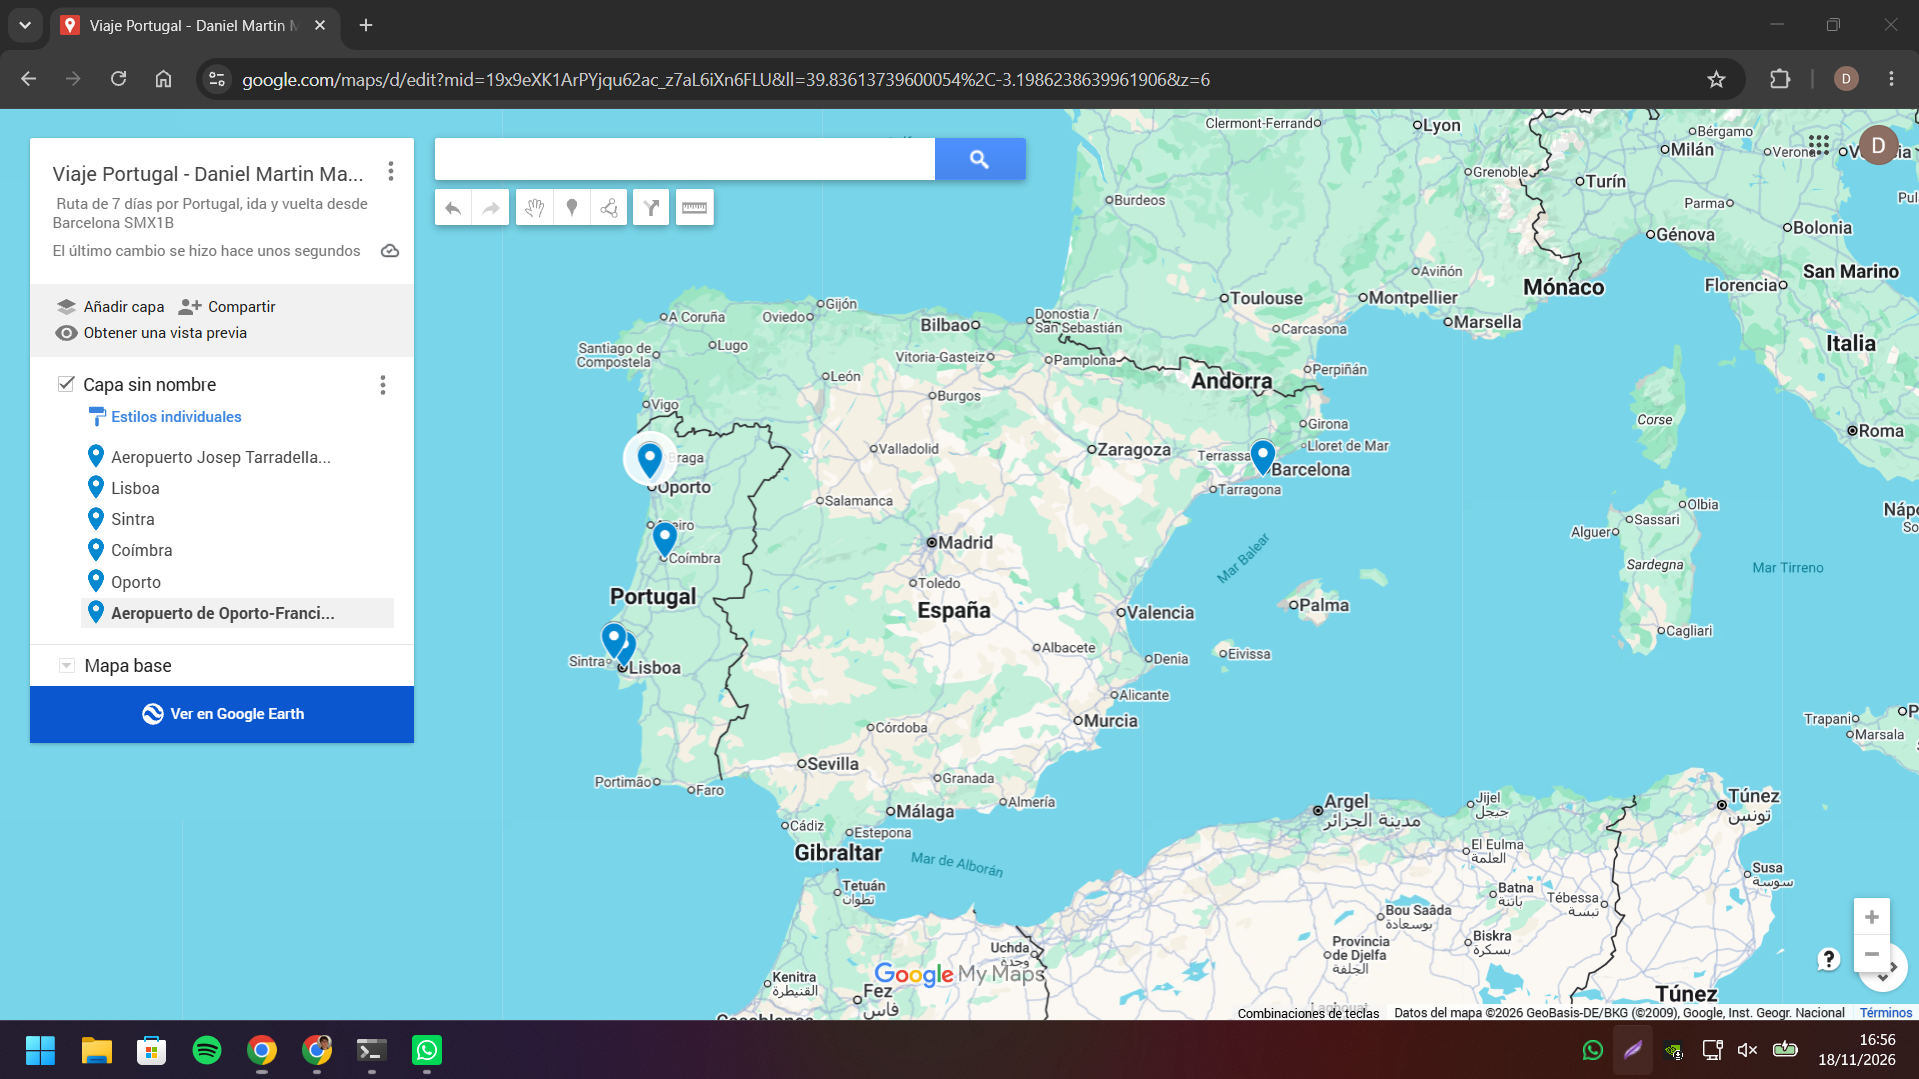 Viaje Portugal - Daniel Martin M
google.com/maps/d/edit?mid=19x9eXK1ArPYjqu62ac_z7aL6iXn6FLU&ll=39.83613739600054%2C-3.1986238639961906&z=6
D
Viaje Portugal - Daniel Martin Ma...
Ruta de 7 días por Portugal, ida y vuelta desde
Barcelona SMX1B
El último cambio se hizo hace unos segundos
Añadir capa
Compartir
Obtener una vista previa
Capa sin nombre
Estilos individuales
Aeropuerto Josep Tarradella...
Lisboa
Sintra
Coímbra
Oporto
Aeropuerto de Oporto-Franci...
Mapa base
Ver en Google Earth
Clermont-Ferrand
Lyon
Bérgamo
Milán
Verona
D
Grenoble
Turín
Burdeos
Parma
Génova
Bolonia
Aviñón
San Marino
Florencia
Mónaco
Toulouse
Montpellier
Marsella
Carcasona
Italia
Gijón
A Coruña
Oviedo
Bilbao
Donostia /
San Sebastián
Santiago de
Compostela
Lugo
Vitoria-Gasteiz
Pamplona
Perpiñán
Andorra
León
Burgos
Vigo
Girona
Corse
Roma
Valladolid
Zaragoza
Lloret de Mar
Terrassa
Braga
Barcelona
Oporto
Tarragona
Salamanca
Olbia
Sassari
Alguer
Coímbra
Madrid
Mar Balear
Sardegna
Mar Tirreno
Toledo
Portugal
España
Palma
Valencia
Cagliari
Albacete
Eivissa
Denia
Sintra
Lisboa
Alicante
Murcia
Trapani
Marsala
Córdoba
Sevilla
Granada
Portimão
Faro
Almería
Málaga
Argel
مدينة الجزائر
Jijel
جيجل
Túnez
تونس
Cádiz
Estepona
Gibraltar
Mar de Alborán
El Eulma
العلمة
Susa
سوسة
Tetuán
تطوان
Batna
باتنة
Tébessa
تبسة
Bou Saâda
بوسعادة
Biskra
بسكرة
Uchda
وجدة
Provincia
de Djelfa
الجلفة
Kenitra
القنيطرة
Google My Maps
Fez
فاس
Túnez
Casablanca
Laghouat
Combinaciones de teclas
Datos del mapa ©2026 GeoBasis-DE/BKG (©2009), Google, Inst. Geogr. Nacional
Términos
16:56
18/11/2026